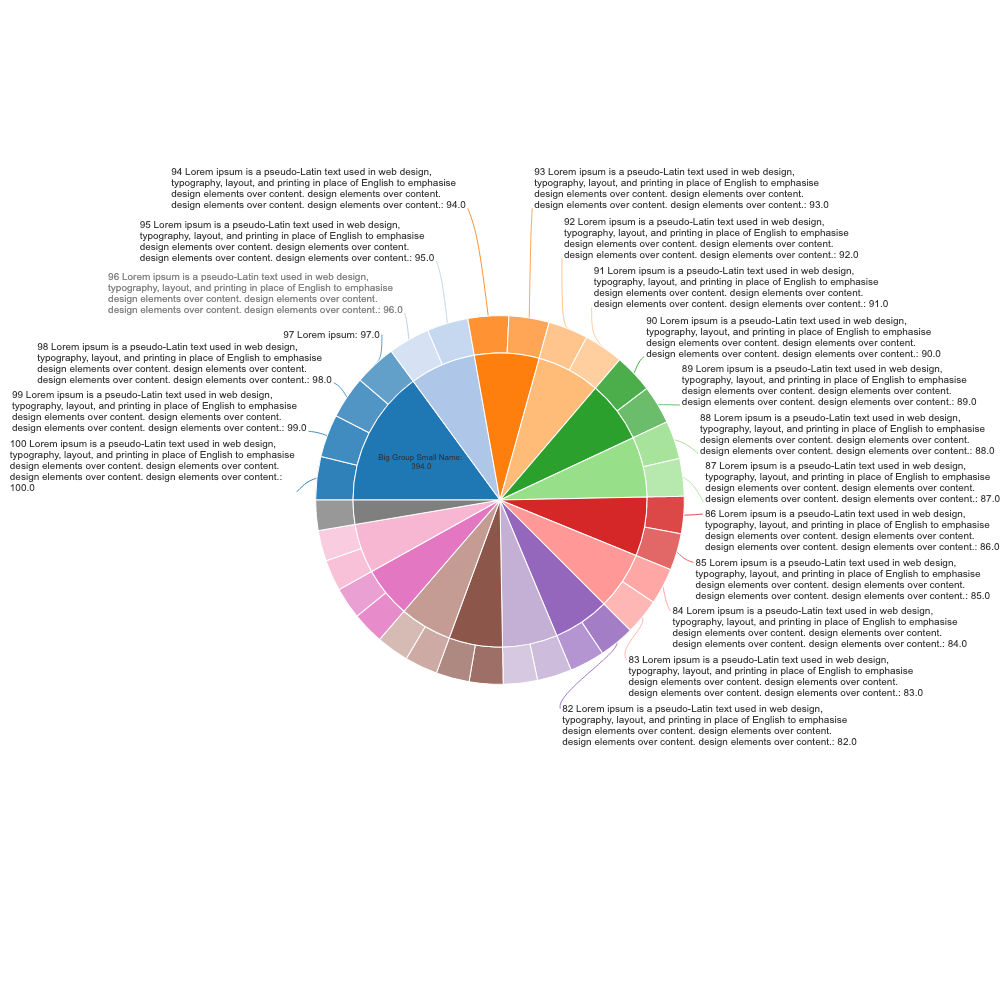 94 Lorem ipsum is a pseudo-Latin text used in web design,
typography, layout, and printing in place of English to emphasise
design elements over content. design elements over content.
design elements over content. design elements over content.: 94.0
93 Lorem ipsum is a pseudo-Latin text used in web design,
typography, layout, and printing in place of English to emphasise
design elements over content. design elements over content.
design elements over content. design elements over content.: 93.0
95 Lorem ipsum is a pseudo-Latin text used in web design,
typography, layout, and printing in place of English to emphasise
design elements over content. design elements over content.
design elements over content. design elements over content.: 95.0
92 Lorem ipsum is a pseudo-Latin text used in web design,
typography, layout, and printing in place of English to emphasise
design elements over content. design elements over content.
design elements over content. design elements over content.: 92.0
96 Lorem ipsum is a pseudo-Latin text used in web design,
typography, layout, and printing in place of English to emphasise
design elements over content. design elements over content.
design elements over content. design elements over content.: 96.0
91 Lorem ipsum is a pseudo-Latin text used in web design,
typography, layout, and printing in place of English to emphasise
design elements over content. design elements over content.
design elements over content. design elements over content.: 91.0
97 Lorem ipsum: 97.0
90 Lorem ipsum is a pseudo-Latin text used in web design,
typography, layout, and printing in place of English to emphasise
design elements over content. design elements over content.
design elements over content. design elements over content.: 90.0
98 Lorem ipsum is a pseudo-Latin text used in web design,
typography, layout, and printing in place of English to emphasise
design elements over content. design elements over content.
design elements over content. design elements over content.: 98.0
89 Lorem ipsum is a pseudo-Latin text used in web design,
typography, layout, and printing in place of English to emphasise
design elements over content. design elements over content.
design elements over content. design elements over content.: 89.0
99 Lorem ipsum is a pseudo-Latin text used in web design,
typography, layout, and printing in place of English to emphasise
design elements over content. design elements over content.
design elements over content. design elements over content.: 99.0
88 Lorem ipsum is a pseudo-Latin text used in web design,
typography, layout, and printing in place of English to emphasise
design elements over content. design elements over content.
design elements over content. design elements over content.: 88.0
100 Lorem ipsum is a pseudo-Latin text used in web design,
typography, layout, and printing in place of English to emphasise
design elements over content. design elements over content.
design elements over content. design elements over content.:
100.0
Big Group Small Name:
394.0
87 Lorem ipsum is a pseudo-Latin text used in web design,
typography, layout, and printing in place of English to emphasise
design elements over content. design elements over content.
design elements over content. design elements over content.: 87.0
86 Lorem ipsum is a pseudo-Latin text used in web design,
typography, layout, and printing in place of English to emphasise
design elements over content. design elements over content.
design elements over content. design elements over content.: 86.0
85 Lorem ipsum is a pseudo-Latin text used in web design,
typography, layout, and printing in place of English to emphasise
design elements over content. design elements over content.
design elements over content. design elements over content.: 85.0
84 Lorem ipsum is a pseudo-Latin text used in web design,
typography, layout, and printing in place of English to emphasise
design elements over content. design elements over content.
design elements over content. design elements over content.: 84.0
83 Lorem ipsum is a pseudo-Latin text used in web design,
typography, layout, and printing in place of English to emphasise
design elements over content. design elements over content.
design elements over content. design elements over content.: 83.0
82 Lorem ipsum is a pseudo-Latin text used in web design,
typography, layout, and printing in place of English to emphasise
design elements over content. design elements over content.
design elements over content. design elements over content.: 82.0